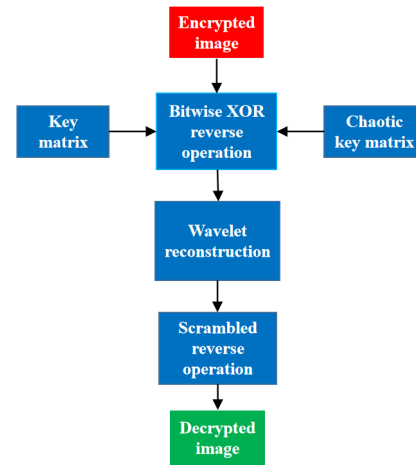 Encrypted
image
Key
matrix
Bitwise XOR
reverse
operation
Chaotic
key matrix
Wavelet
reconstruction
Scrambled
reverse
operation
Decrypted
image